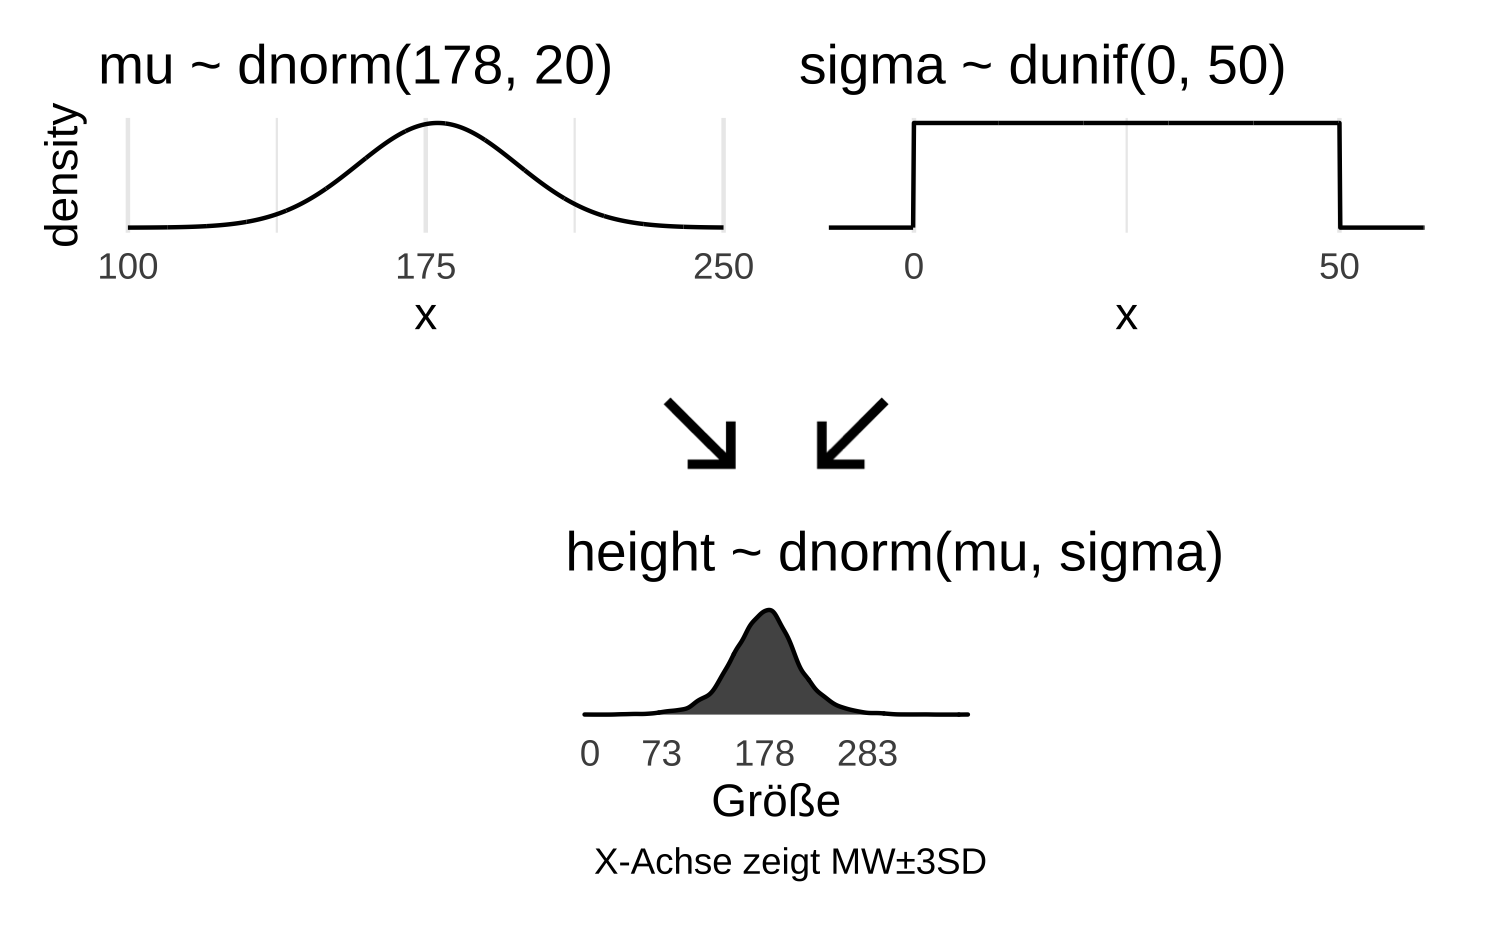 mu ~ dnorm(178, 20)
sigma ~ dunif(0, 50)
density
100 175 250
0 50
x
x
height ~ dnorm(mu, sigma)
0 73 178 283
Größe
X-Achse zeigt MW±3SD